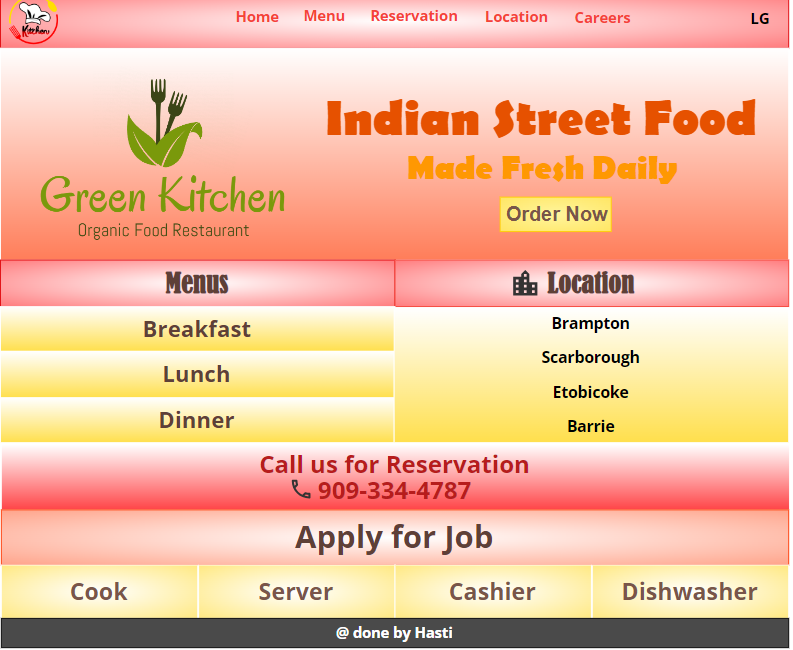 Kitchen
Home Menu Reservation Location Careers LG
Green Kitchen
Organic Food Restaurant
Indian Street Food
Made Fresh Daily
Order Now
Menus
Breakfast
Lunch
Dinner
Location
Brampton
Scarborough
Etobicoke
Barrie
Call us for Reservation
909-334-4787
Apply for Job
Cook Server Cashier Dishwasher
@ done by Hasti